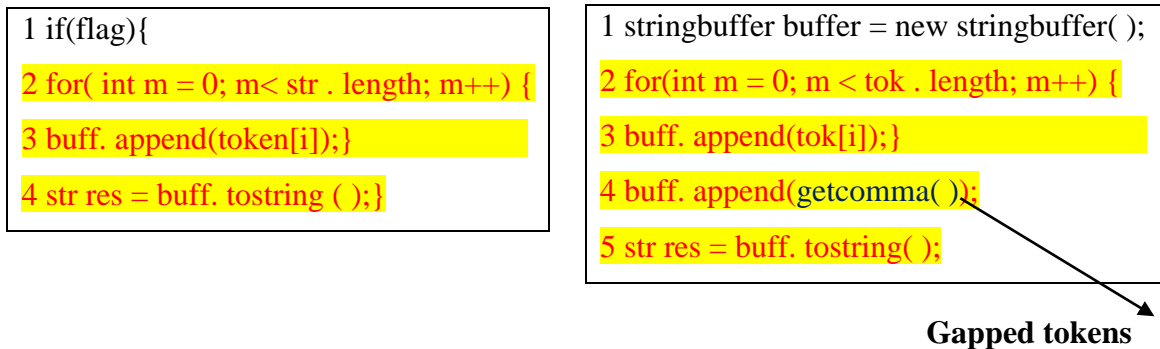 1 if(flag){
2 for( int m = 0; m< str . length; m++) {
3 buff. append(token[i]);}
4 str res = buff. tostring ( );}
1 stringbuffer buffer = new stringbuffer( );
2 for(int m = 0; m < tok . length; m++) {
3 buff. append(tok[i]);}
4 buff. append(getcomma( ));
5 str res = buff. tostring( );
Gapped tokens